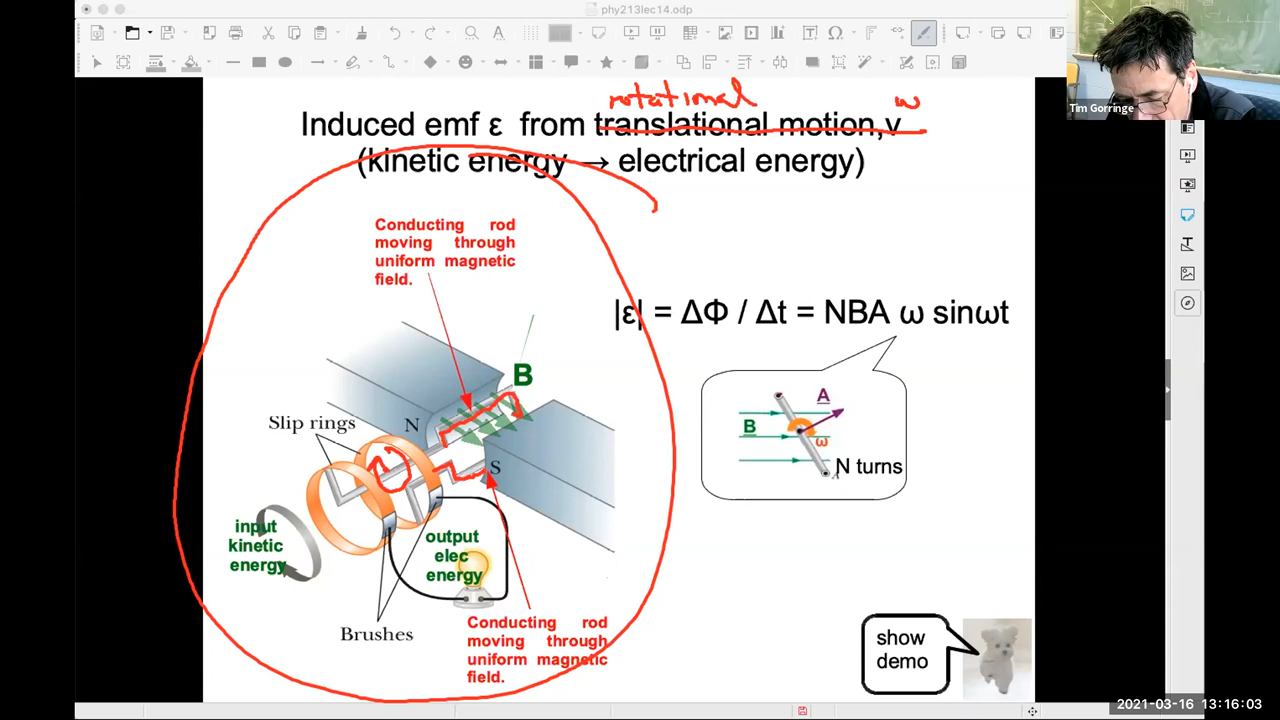 phy213lec14.odp
Tim Gorringe
rotational
ω
Induced emf ε from translational motion,v
(kinetic energy → electrical energy)
Conducting rod
moving through
uniform magnetic
field.
|ε| = ΔΦ / Δt = NBA ω sinωt
B
Slip rings
N
S
A
B
ω
N turns
input
kinetic
energy
output
elec
energy
Brushes
Conducting rod
moving through
uniform magnetic
field.
show
demo
2021-03-16 13:16:03